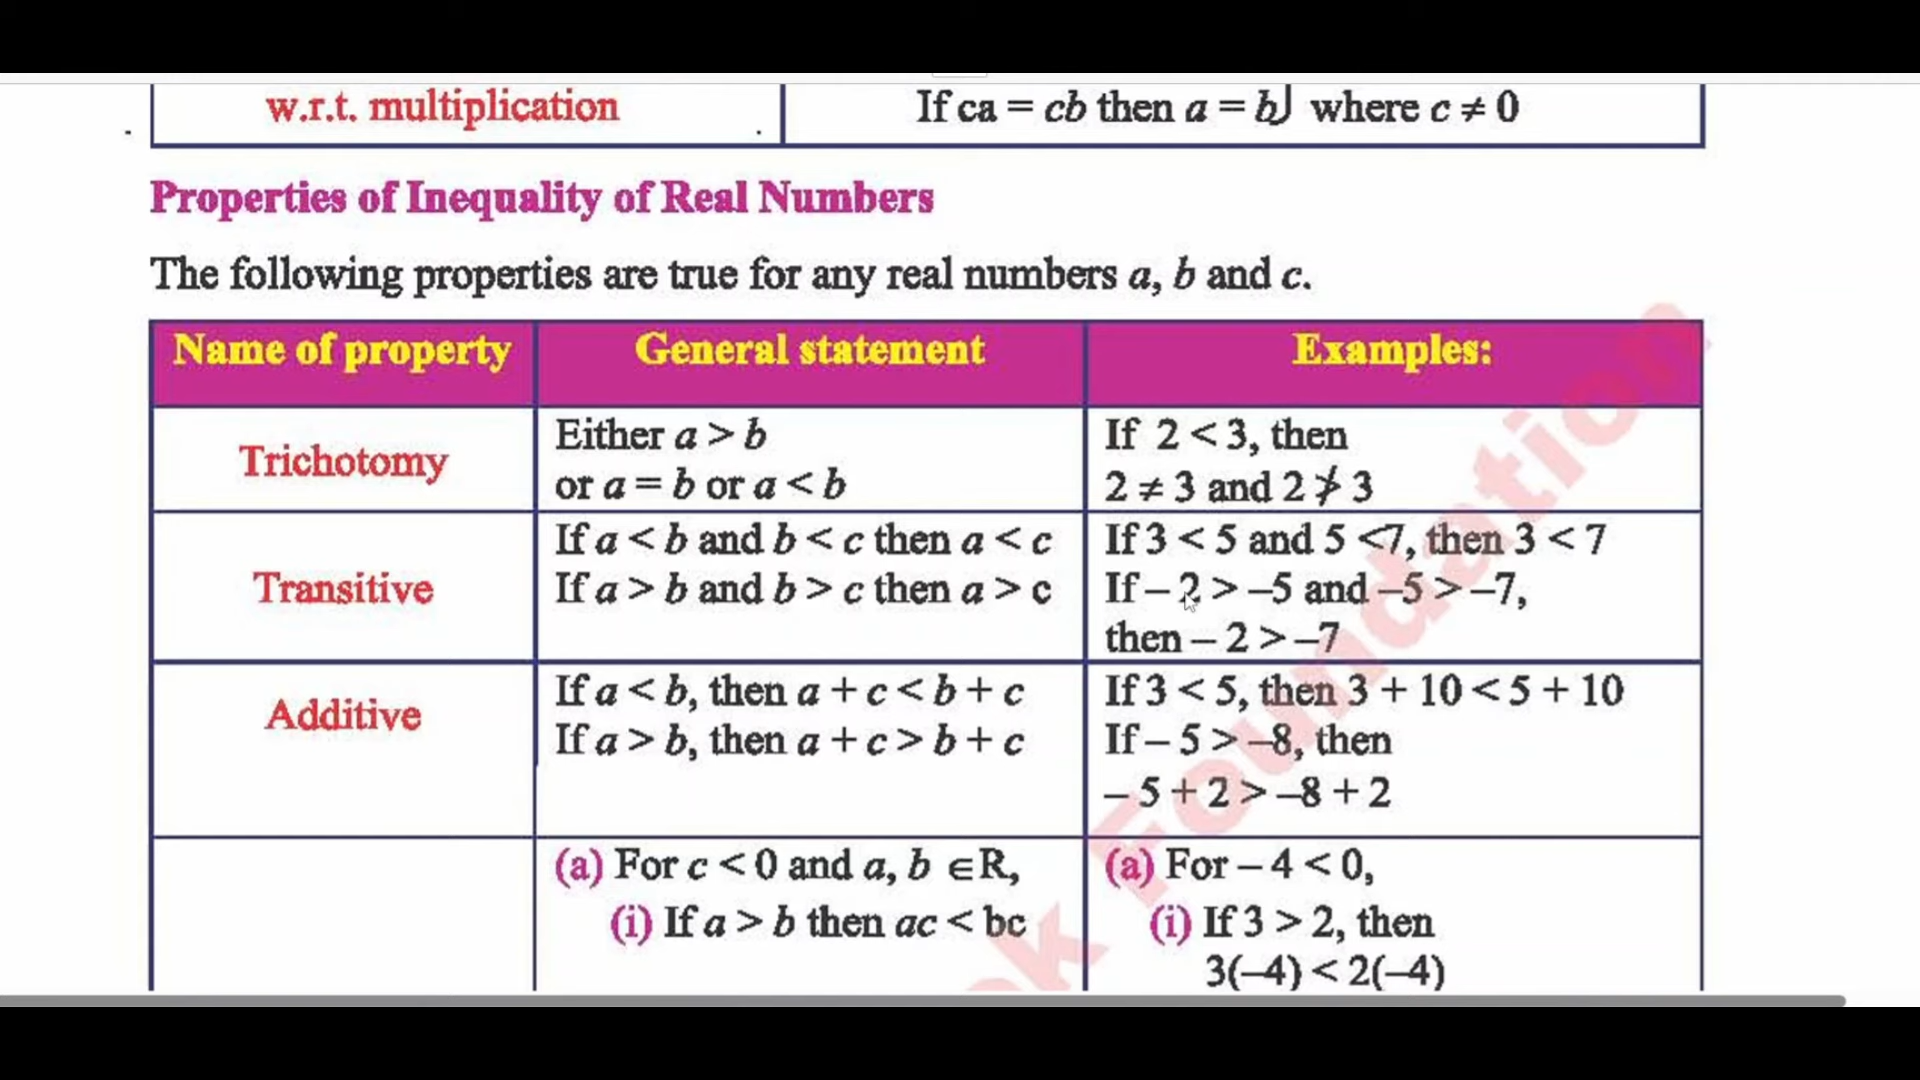 w.r.t. multiplication
If ca = cb then a = b⌡ where c ≠ 0
Properties of Inequality of Real Numbers
The following properties are true for any real numbers a, b and c.
Name of property
General statement
Examples:
Trichotomy
Either a > b
or a = b or a < b
If 2 < 3, then
2 ≠ 3 and 2 ≯ 3
Transitive
If a < b and b < c then a < c
If a > b and b > c then a > c
If 3 < 5 and 5 <7, then 3 < 7
If – 2 > –5 and –5 > –7,
then – 2 > –7
Additive
If a < b, then a + c < b + c
If a > b, then a + c > b + c
If 3 < 5, then 3 + 10 < 5 + 10
If – 5 > –8, then
– 5 + 2 > –8 + 2
(a) For c < 0 and a, b ∈R,
(i) If a > b then ac < bc
(a) For – 4 < 0,
(i) If 3 > 2, then
3(–4) < 2(–4)
Foundation